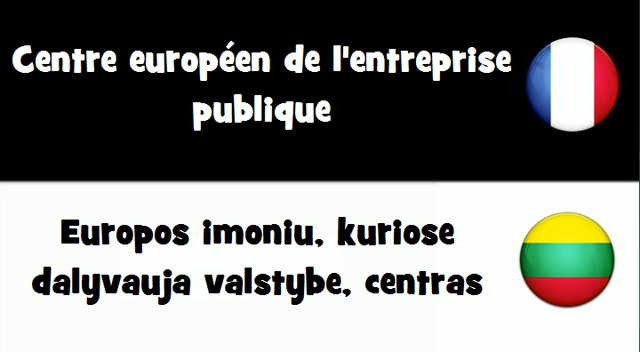 Centre européen de l'entreprise
publique
Europos imoniu, kuriose
dalyvauja valstybe, centras